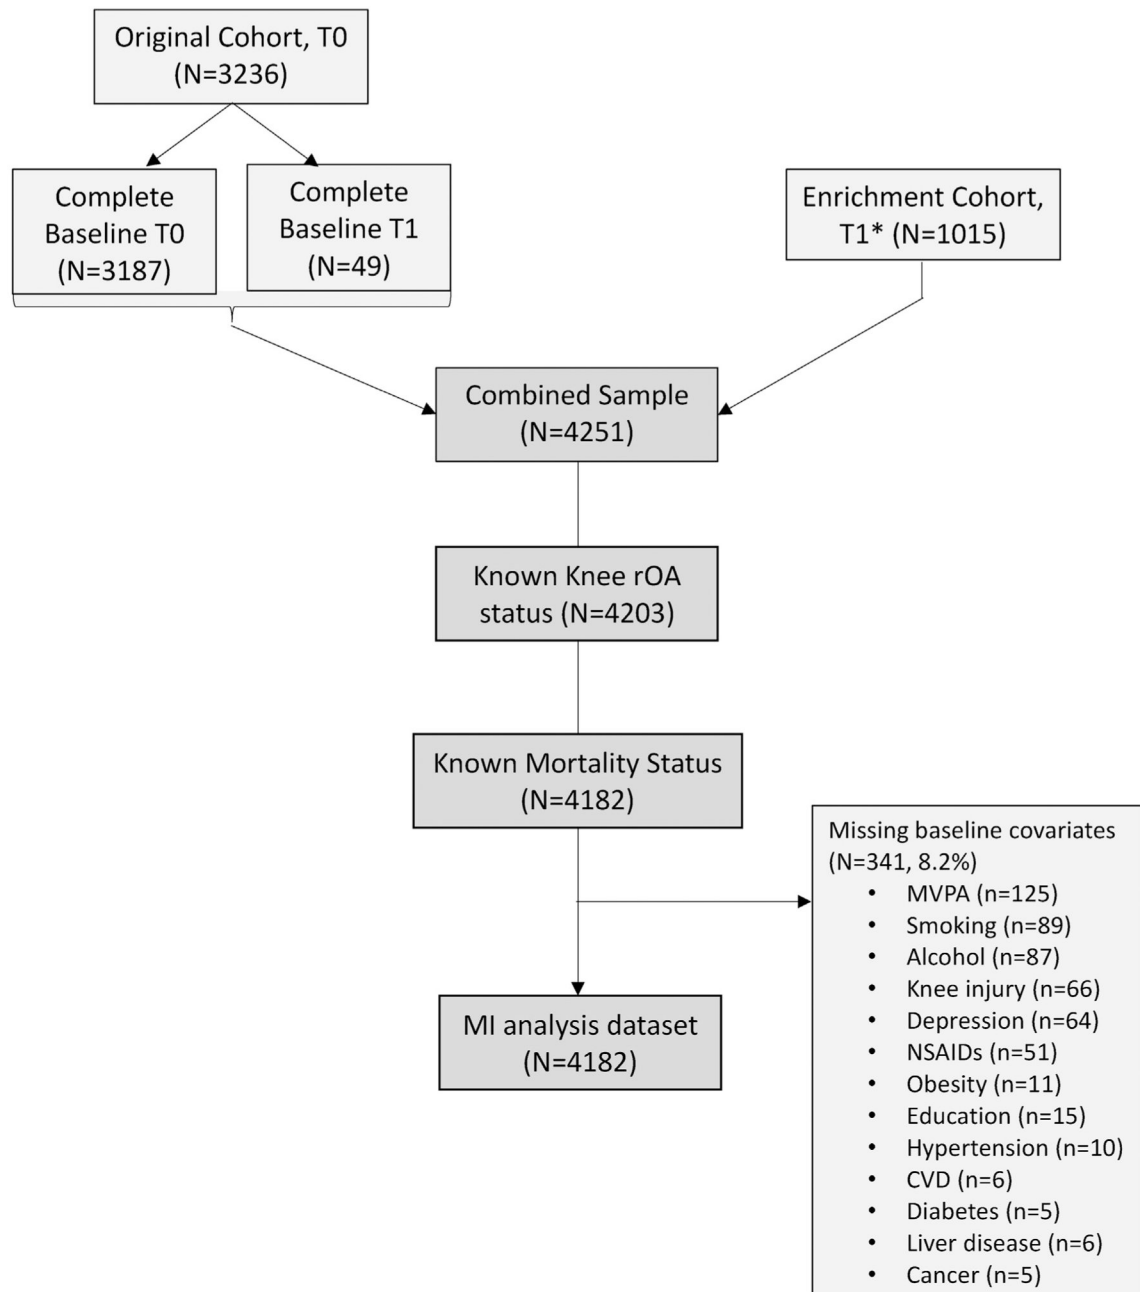 Original Cohort, T0
(N=3236)
Complete
Baseline T0
(N=3187)
Complete
Baseline T1
(N=49)
Enrichment Cohort,
T1* (N=1015)
Combined Sample
(N=4251)
Known Knee rOA
status (N=4203)
Known Mortality Status
(N=4182)
Missing baseline covariates
(N=341, 8.2%)
• MVPA (n=125)
• Smoking (n=89)
• Alcohol (n=87)
• Knee injury (n=66)
• Depression (n=64)
• NSAIDs (n=51)
• Obesity (n=11)
• Education (n=15)
• Hypertension (n=10)
• CVD (n=6)
• Diabetes (n=5)
• Liver disease (n=6)
• Cancer (n=5)
MI analysis dataset
(N=4182)